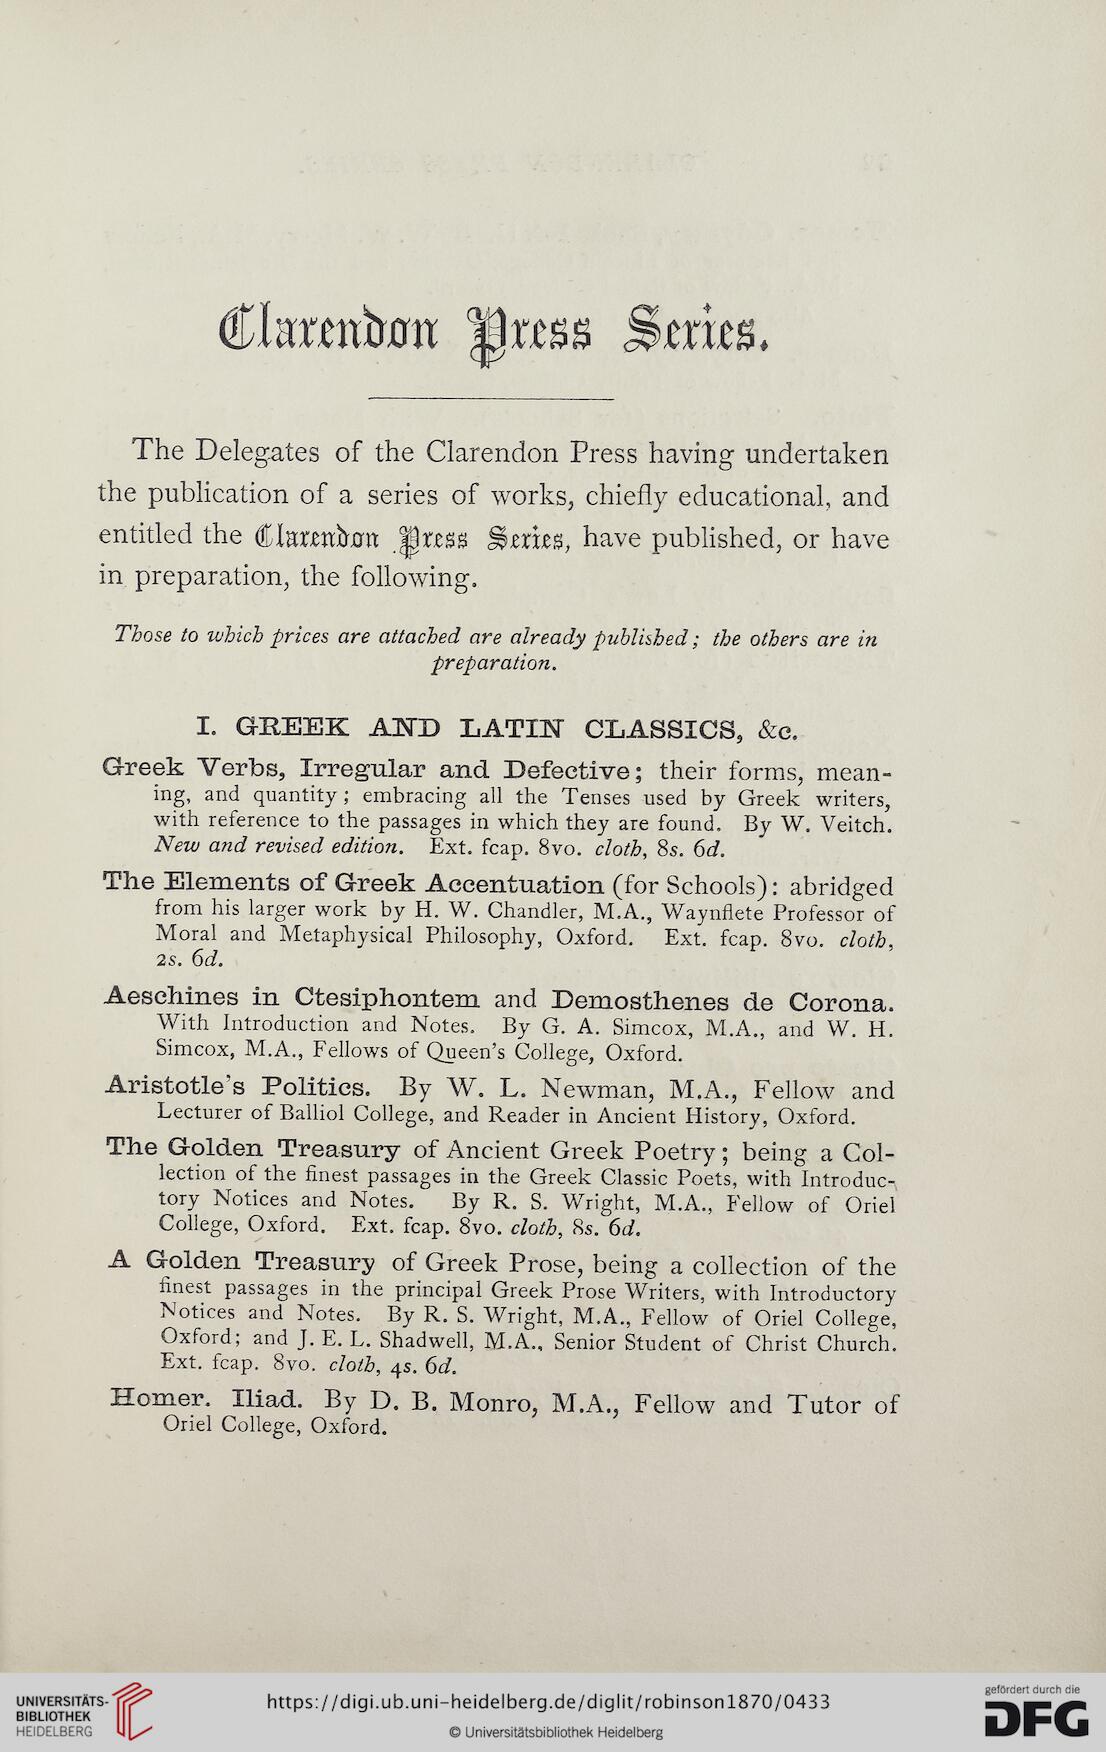 Clarendon Press Series.
The Delegates of the Clarendon Press having undertaken
the publication of a series of works, chiefly educational, and
entitled the Clarendon Press Series, have published, or have
in preparation, the following.
Those to which prices are attached are already published; the others are in
preparation.
I. GREEK AND LATIN CLASSICS, &c.
Greek Verbs, Irregular and Defective; their forms, mean-
ing, and quantity; embracing all the Tenses used by Greek writers,
with reference to the passages in which they are found. By W. Veitch.
New and revised edition. Ext. fcap. 8vo. cloth, 8s. 6d.
The Elements of Greek Accentuation (for Schools): abridged
from his larger work by H. W. Chandler, M.A., Waynflete Professor of
Moral and Metaphysical Philosophy, Oxford. Ext. fcap. 8vo. cloth,
2s. 6d.
Aeschines in Ctesiphontem and Demosthenes de Corona.
With Introduction and Notes. By G. A. Simcox, M.A., and W. H.
Simcox, M.A., Fellows of Queen's College, Oxford.
Aristotle's Politics. By W. L. Newman, M.A., Fellow and
Lecturer of Balliol College, and Reader in Ancient History, Oxford.
The Golden Treasury of Ancient Greek Poetry; being a Col-
lection of the finest passages in the Greek Classic Poets, with Introduc-
tory Notices and Notes. By R. S. Wright, M.A., Fellow of Oriel
College, Oxford. Ext. fcap. 8vo. cloth, 8s. 6d.
A Golden Treasury of Greek Prose, being a collection of the
finest passages in the principal Greek Prose Writers, with Introductory
Notices and Notes. By R. S. Wright, M.A., Fellow of Oriel College,
Oxford; and J. E. L. Shadwell, M.A., Senior Student of Christ Church.
Ext. fcap. 8vo. cloth, 4s. 6d.
Homer. Iliad. By D. B. Monro, M.A., Fellow and Tutor of
Oriel College, Oxford.
UNIVERSITÄTS-
BIBLIOTHEK
HEIDELBERG
https://digi.ub.uni-heidelberg.de/diglit/robinson1870/0433
© Universitätsbibliothek Heidelberg
gefördert durch die
DFG